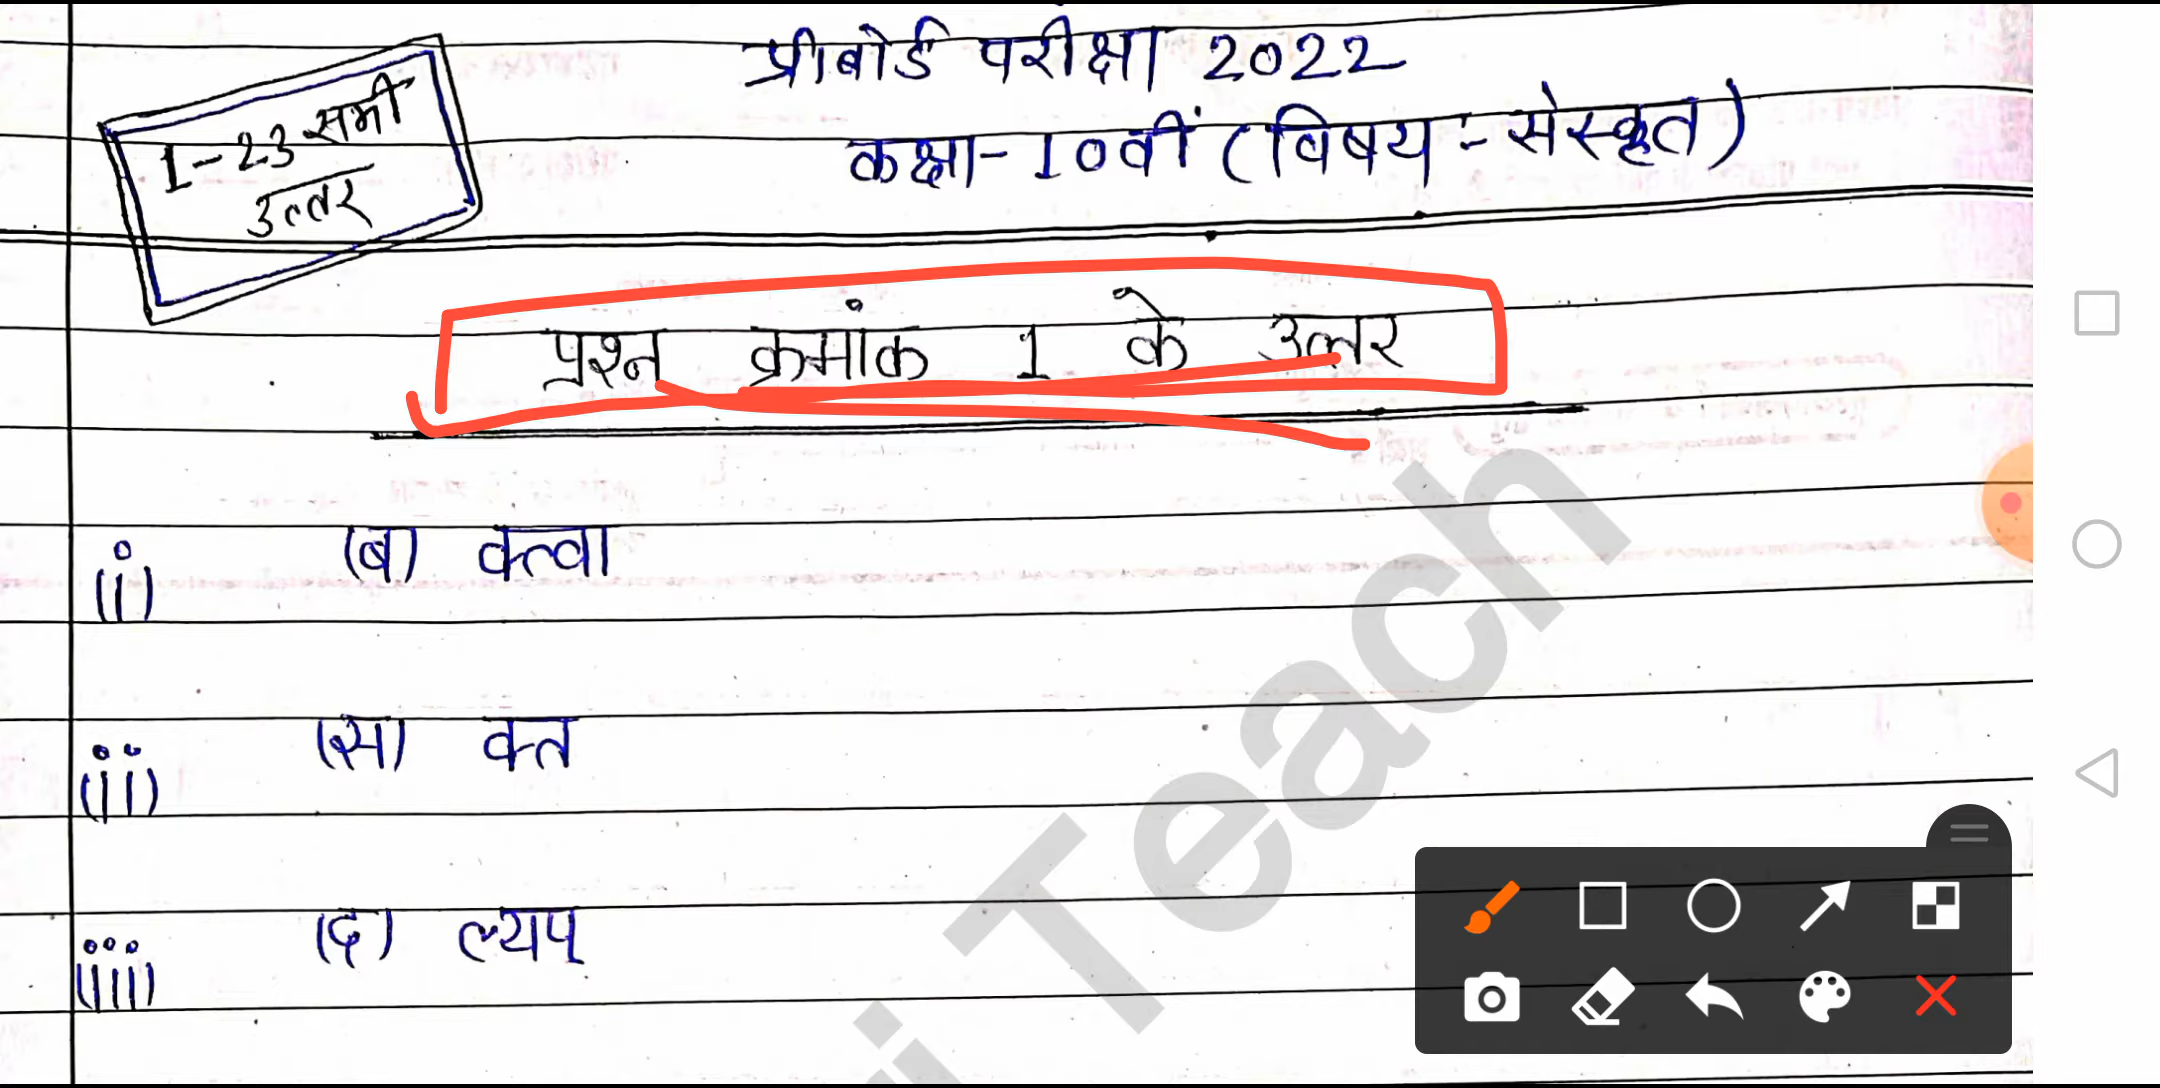 प्रीबोर्ड परीक्षा 2022
कक्षा-10वीं (विषय:-संस्कृत)
1-23 सभी
उत्तर
प्रश्न क्रमांक 1 के उत्तर
(i) (ब) क्त्वा
(ii) (स) क्त
(iii) (द) ल्यप्
i Teach